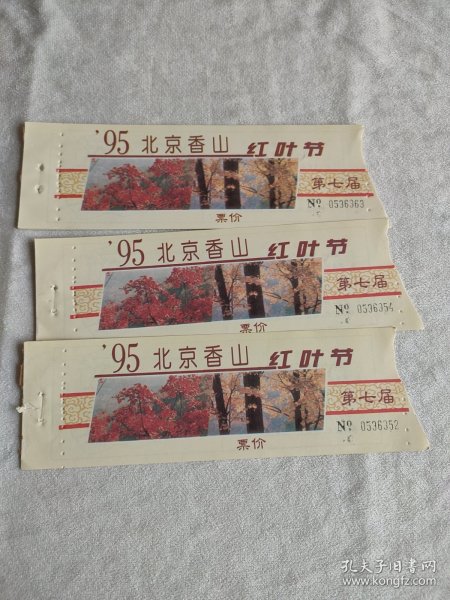 '95 北京香山 红叶节
第七届
Nº 0536363
票价
'95 北京香山 红叶节
第七届
Nº 0536354
票价
'95 北京香山 红叶节
第七届
Nº 0536352
票价
孔夫子旧书网
www.kongfz.com